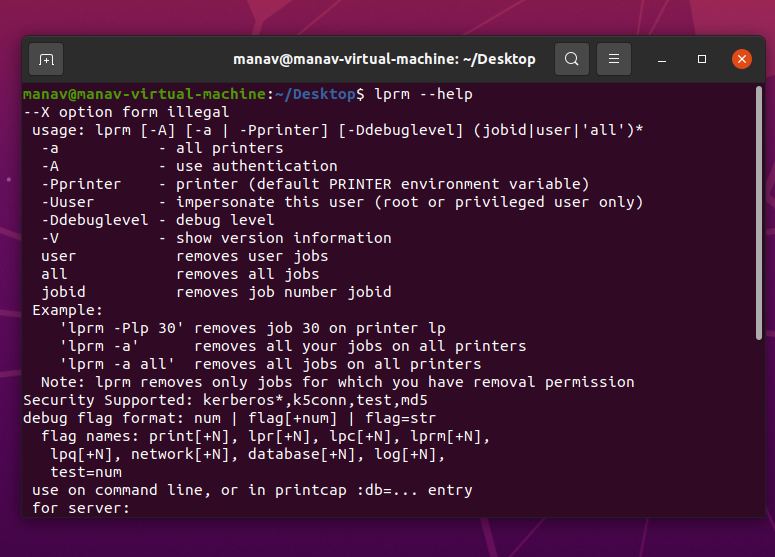 manav@manav-virtual-machine: ~/Desktop
manav@manav-virtual-machine:~/Desktop$ lprm --help
--X option form illegal
 usage: lprm [-A] [-a | -Pprinter] [-Ddebuglevel] (jobid|user|'all')*
  -a           - all printers
  -A           - use authentication
  -Pprinter    - printer (default PRINTER environment variable)
  -Uuser       - impersonate this user (root or privileged user only)
  -Ddebuglevel - debug level
  -V           - show version information
  user           removes user jobs
  all            removes all jobs
  jobid          removes job number jobid
 Example:
    'lprm -Plp 30' removes job 30 on printer lp
    'lprm -a'      removes all your jobs on all printers
    'lprm -a all'  removes all jobs on all printers
  Note: lprm removes only jobs for which you have removal permission
Security Supported: kerberos*,k5conn,test,md5
debug flag format: num | flag[+num] | flag=str
  flag names: print[+N], lpr[+N], lpc[+N], lprm[+N],
   lpq[+N], network[+N], database[+N], log[+N],
   test=num
 use on command line, or in printcap :db=... entry
 for server: